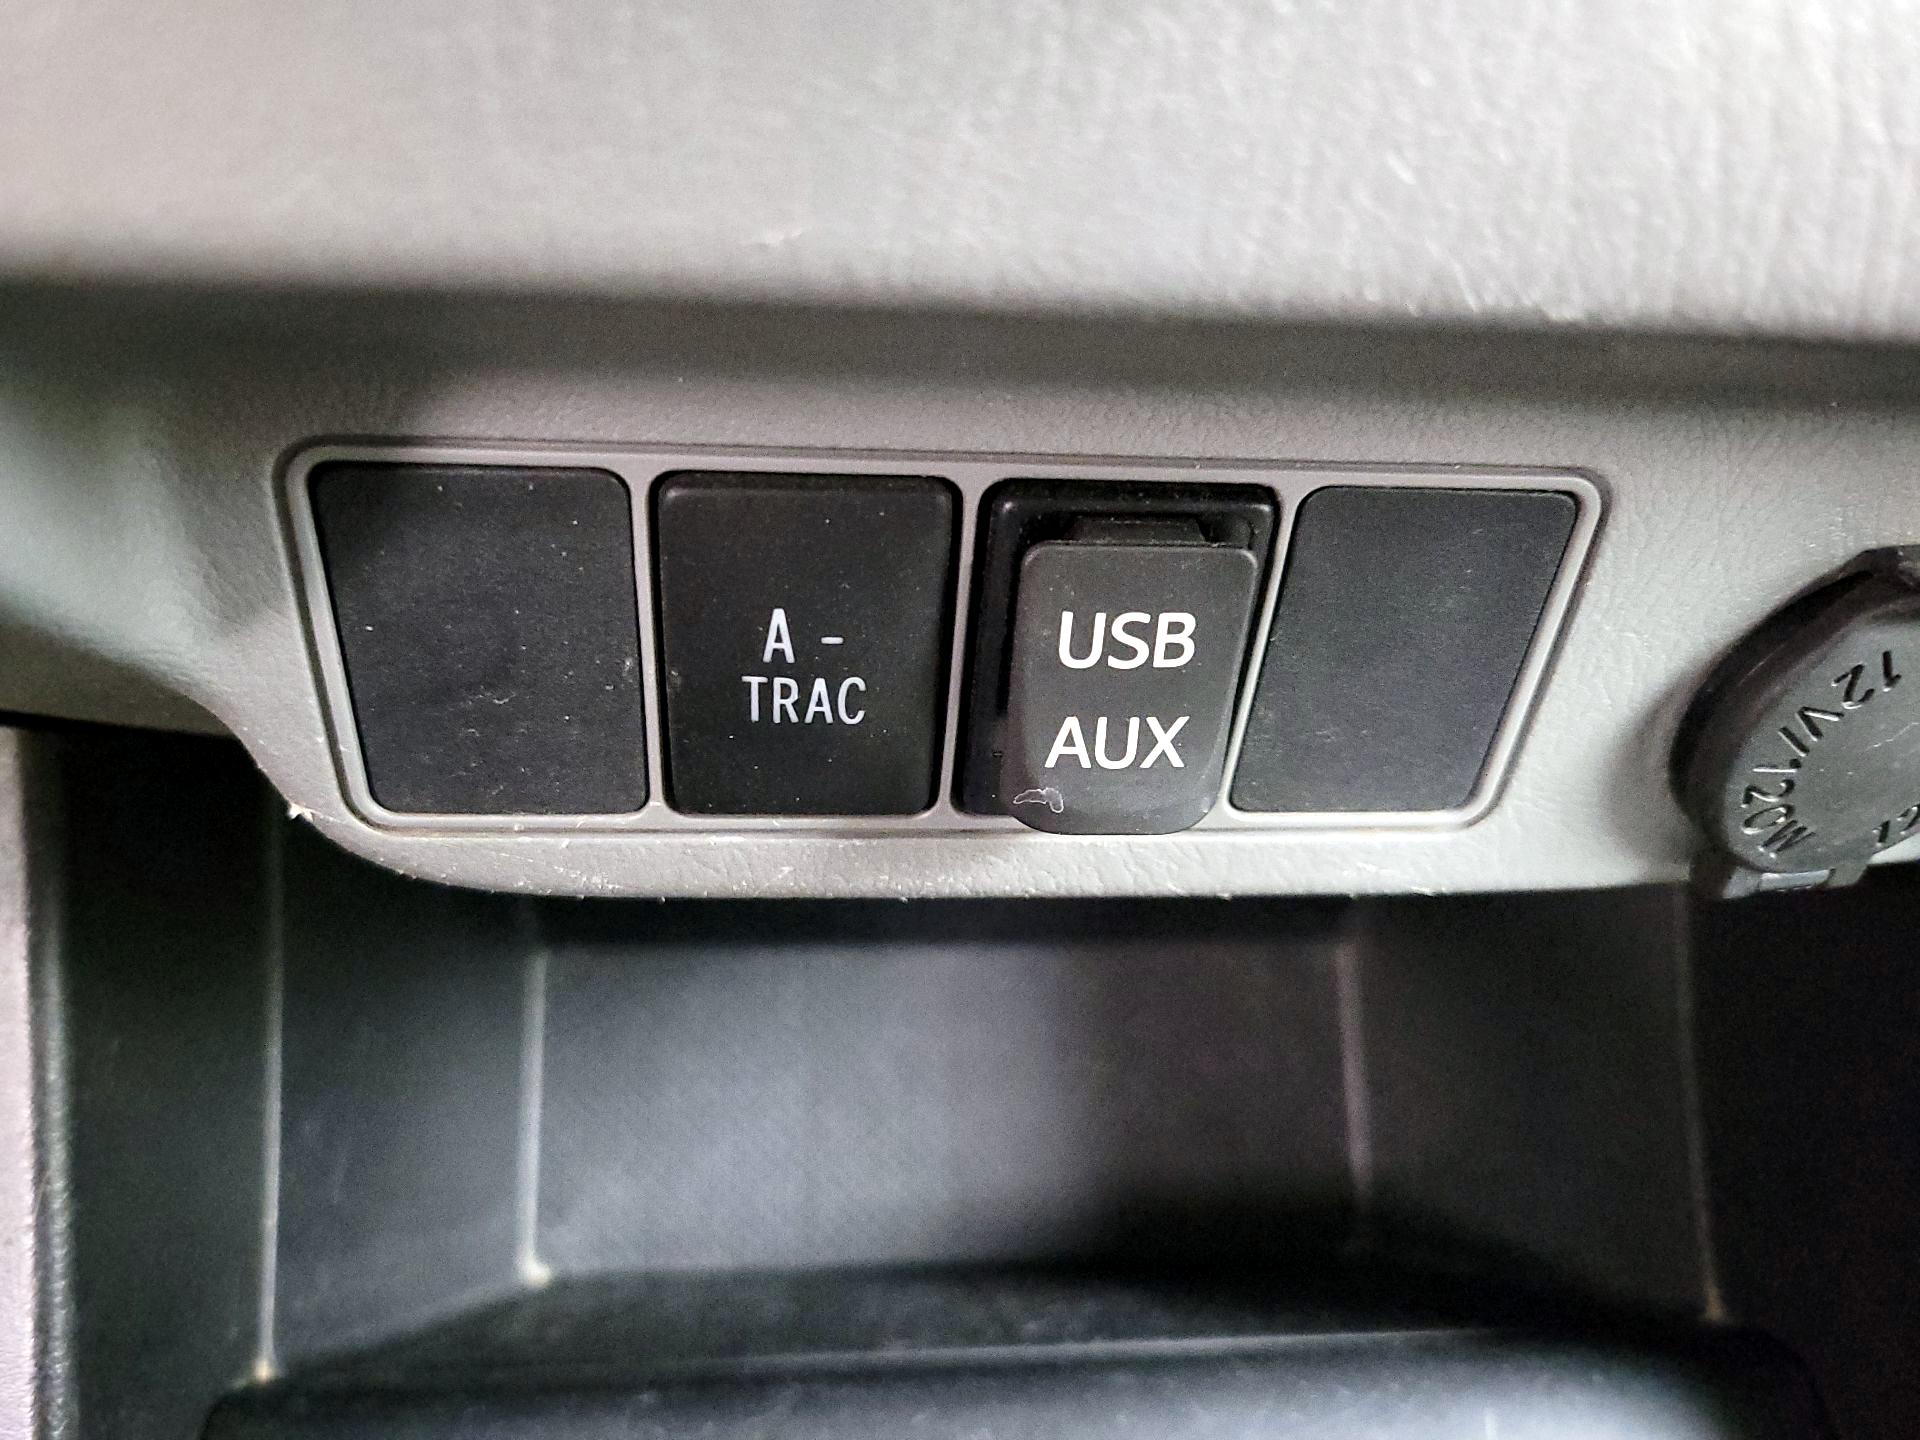 A -
TRAC
USB
AUX
12V/120W